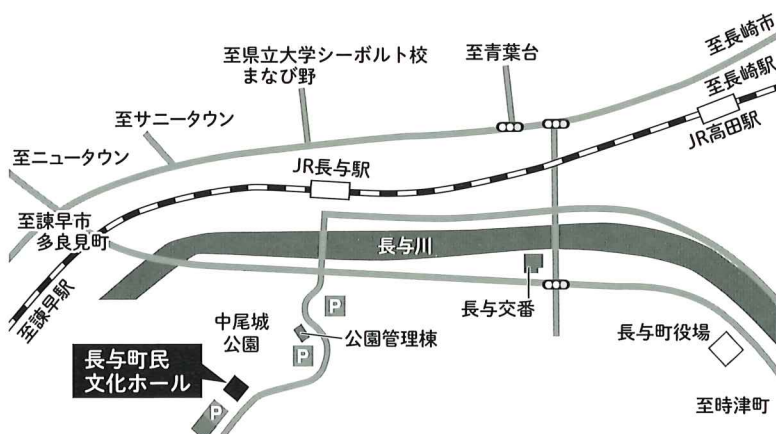 至県立大学シーボルト校
まなび野
至青葉台
至長崎市
至サニータウン
至長崎駅
至ニュータウン
JR長与駅
JR高田駅
至諫早市
多良見町
長与川
至諫早駅
P
長与交番
中尾城
公園
公園管理棟
P
長与町役場
長与町民
文化ホール
P
至時津町